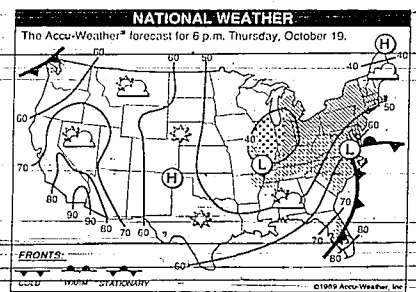 NATIONAL WEATHER
The Accu-Weather® forecast for 6 p.m. Thursday, October 19.
60
60
50
H
40
40
50
60
60
40
L
L
H
70
80
90
90
80
70
60
60
70
70
80
80
FRONTS:
COLD WARM STATIONARY
©1989 Accu-Weather, Inc